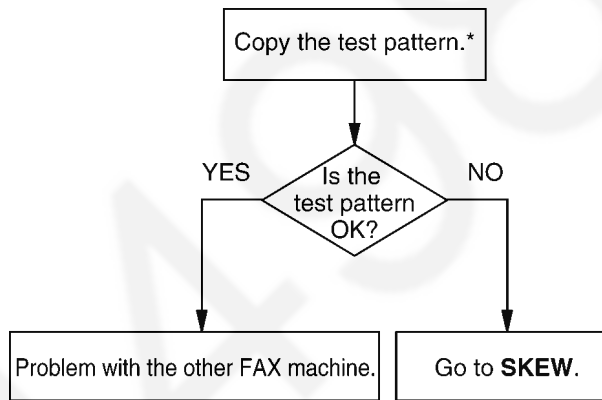 Copy the test pattern.*
YES
NO
Is the
test pattern
OK?
Problem with the other FAX machine.
Go to SKEW.